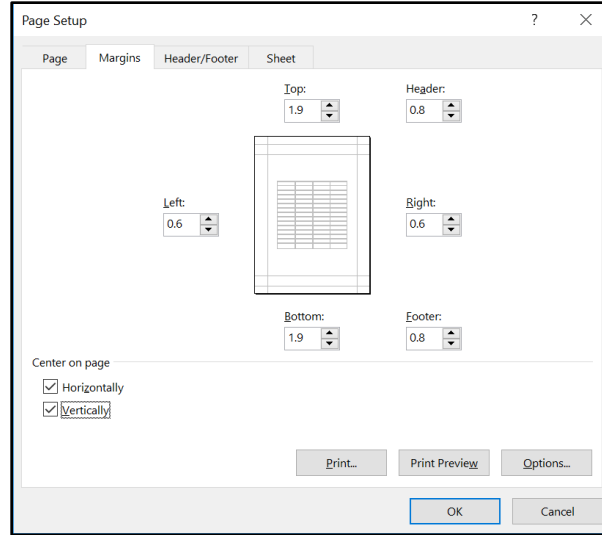 Page Setup ?
Page Margins Header/Footer Sheet
Top: Header:
1.9 0.8
Left: Right:
0.6 0.6
Bottom: Footer:
1.9 0.8
Center on page
Horizontally
Vertically
Print... Print Preview Options...
OK Cancel